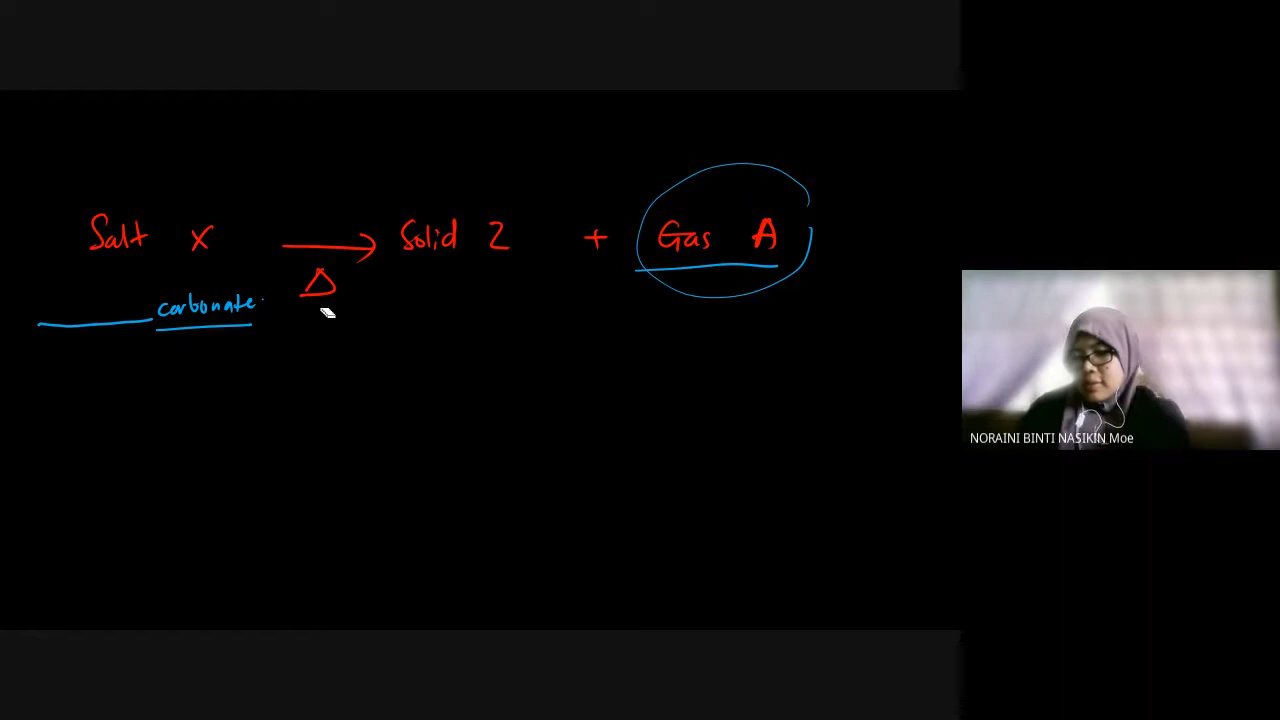 Salt X → Solid Z + Gas A
Δ
carbonate.
NORAINI BINTI NASIKIN Moe